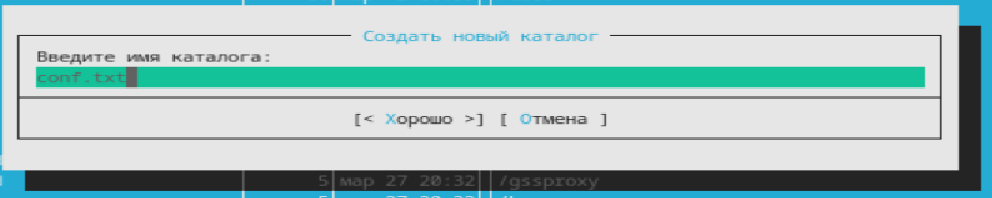 Создать новый каталог
Введите имя каталога:
conf.txt
[< Хорошо >] [ Отмена ]
5 мар 27 20:32 /gssproxy